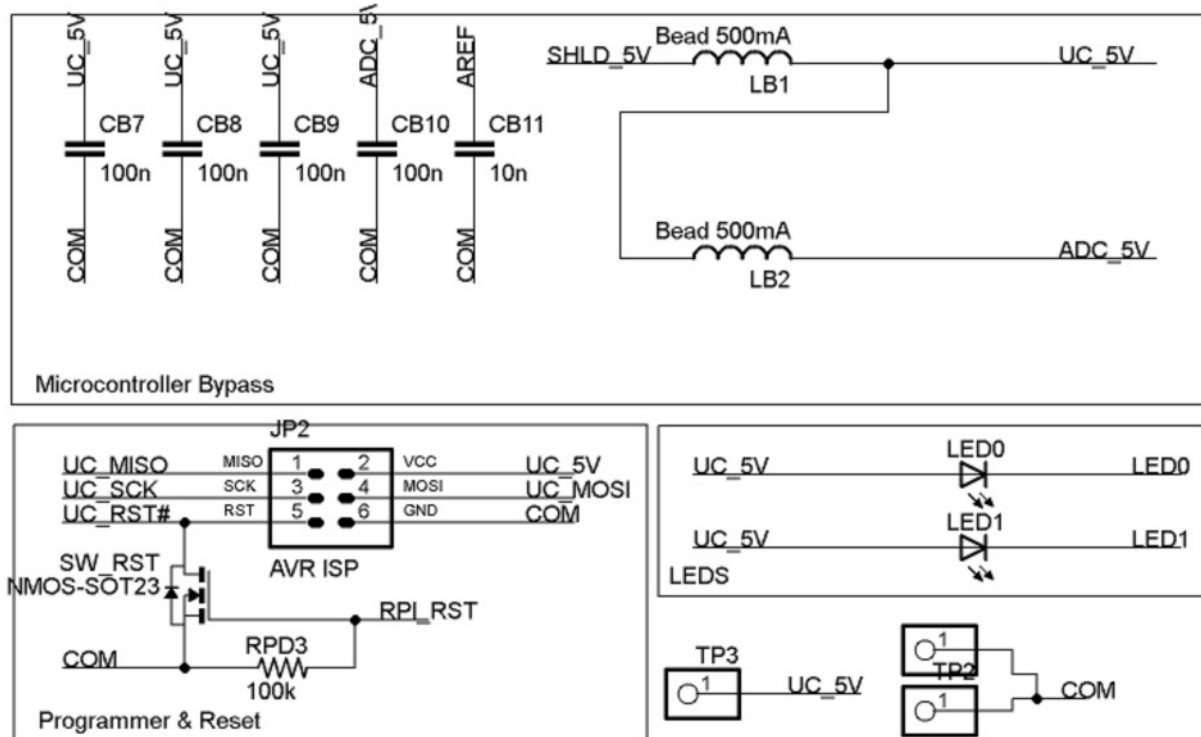 UC_5V
UC_5V
UC_5V
ADC_5V
AREF
CB7
CB8
CB9
CB10
CB11
100n
100n
100n
100n
10n
COM
COM
COM
COM
COM
Bead 500mA
SHLD_5V
UC_5V
LB1
Bead 500mA
ADC_5V
LB2
Microcontroller Bypass
JP2
UC_MISO MISO 1 2 VCC UC_5V
UC_SCK SCK 3 4 MOSI UC_MOSI
UC_RST# RST 5 6 GND COM
AVR ISP
SW_RST
NMOS-SOT23
RPI_RST
COM
RPD3
100k
Programmer & Reset
LED0
UC_5V
LED0
LED1
UC_5V
LED1
LEDS
TP3
1
UC_5V
1
TP2
1
COM